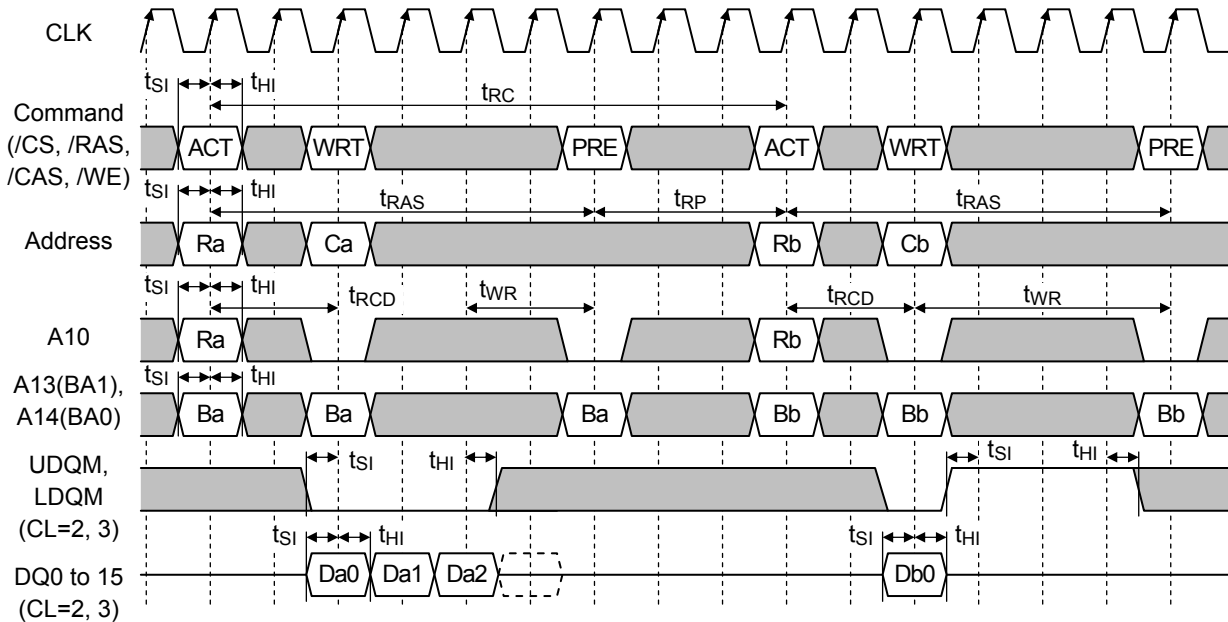 CLK
tSI tHI
tRC
Command
(/CS, /RAS,
/CAS, /WE)
ACT WRT PRE ACT WRT PRE
tSI tHI
tRAS tRP tRAS
Address
Ra Ca Rb Cb
tSI tHI
tRCD tWR tRCD tWR
A10
Ra Rb
tSI tHI
A13(BA1),
A14(BA0)
Ba Ba Ba Bb Bb Bb
UDQM,
LDQM
(CL=2, 3)
tSI tHI tSI tHI
tSI tHI tSI tHI
DQ0 to 15
(CL=2, 3)
Da0 Da1 Da2 Db0